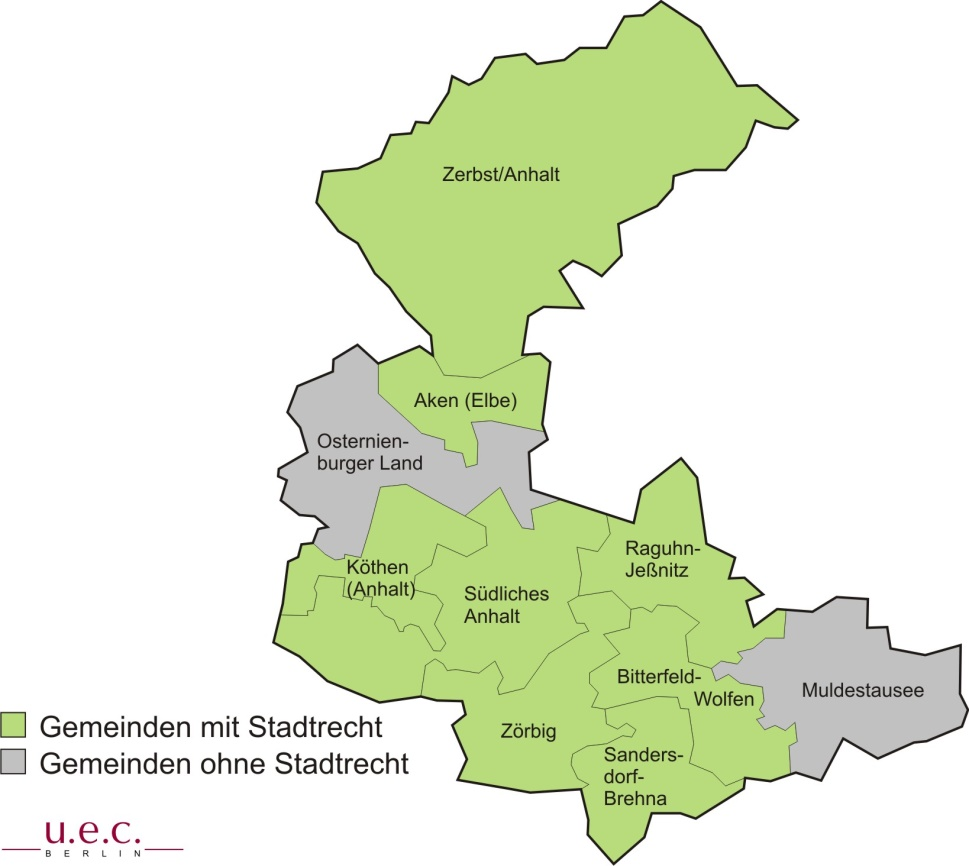 Zerbst/Anhalt
Aken (Elbe)
Osternien-
burger Land
Köthen
(Anhalt)
Südliches
Anhalt
Raguhn-
Jeßnitz
Bitterfeld-
Wolfen
Muldestausee
Zörbig
Sanders-
dorf-
Brehna
Gemeinden mit Stadtrecht
Gemeinden ohne Stadtrecht
u.e.c.
BERLIN